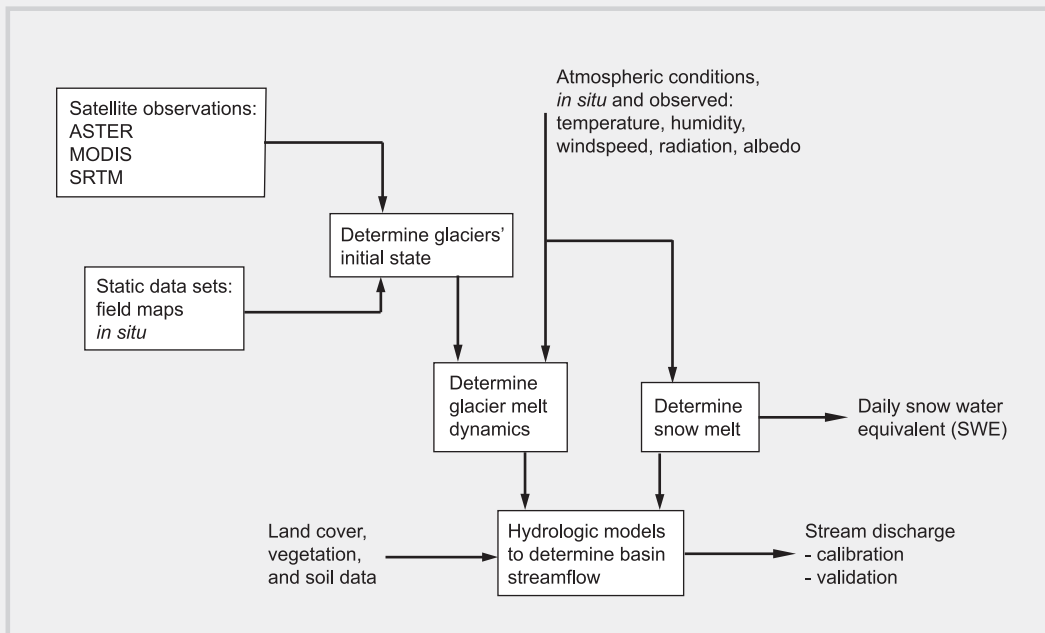 Satellite observations:
ASTER
MODIS
SRTM
Atmospheric conditions,
in situ and observed:
temperature, humidity,
windspeed, radiation, albedo
Determine glaciers'
initial state
Static data sets:
field maps
in situ
Determine
glacier melt
dynamics
Determine
snow melt
Daily snow water
equivalent (SWE)
Land cover,
vegetation,
and soil data
Hydrologic models
to determine basin
streamflow
Stream discharge
- calibration
- validation